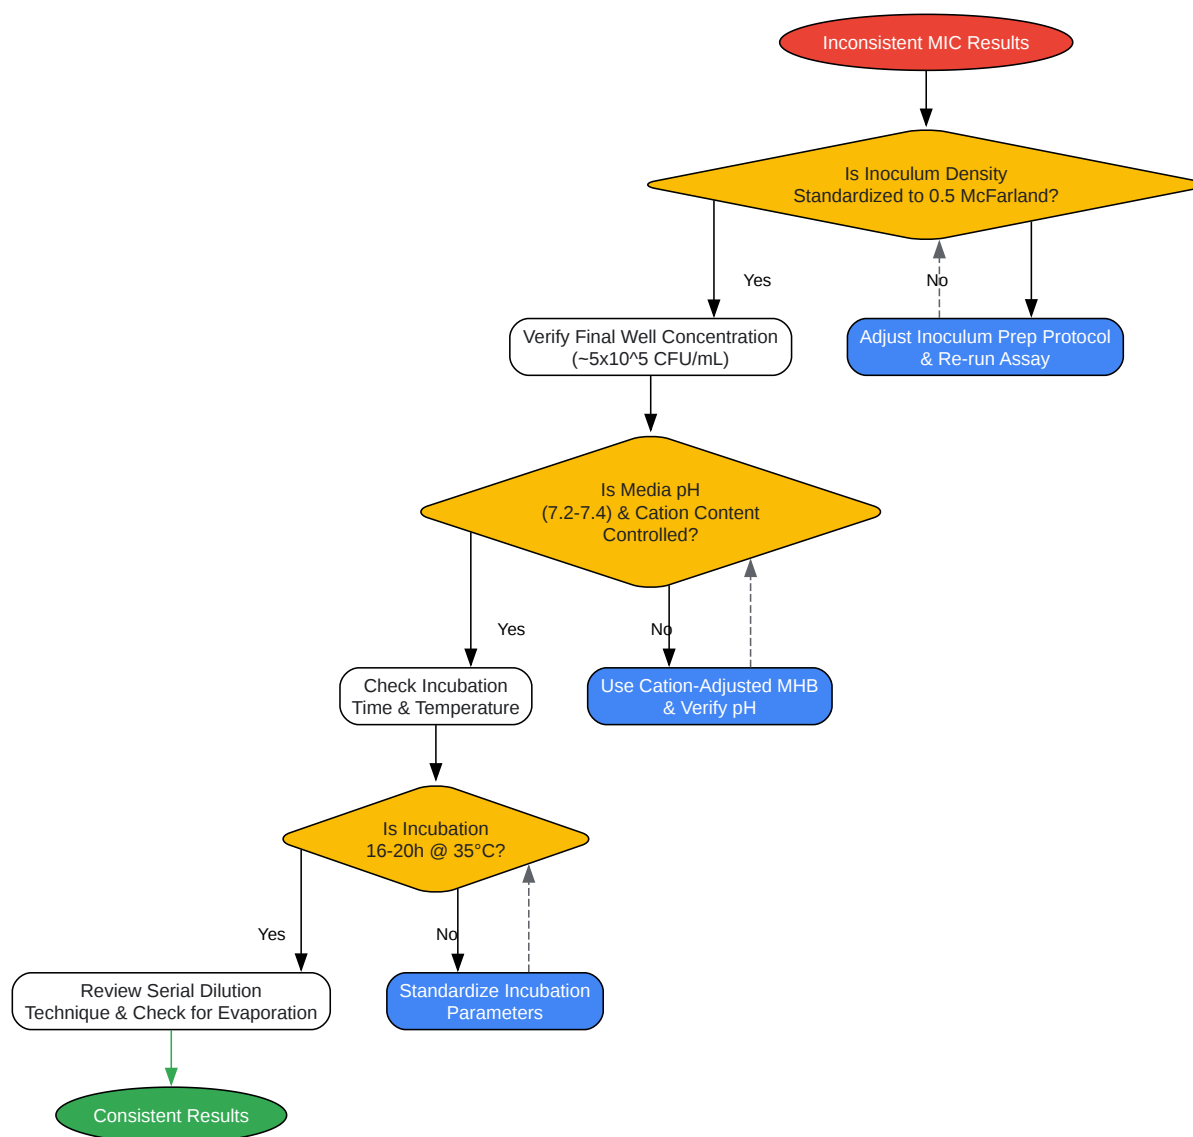 Inconsistent MIC Results
Is Inoculum Density
Standardized to 0.5 McFarland?
Yes
No
Verify Final Well Concentration
(~5x10^5 CFU/mL)
Adjust Inoculum Prep Protocol
& Re-run Assay
Is Media pH
(7.2-7.4) & Cation Content
Controlled?
Yes
No
Check Incubation
Time & Temperature
Use Cation-Adjusted MHB
& Verify pH
Is Incubation
16-20h @ 35°C?
Yes
No
Review Serial Dilution
Technique & Check for Evaporation
Standardize Incubation
Parameters
Consistent Results